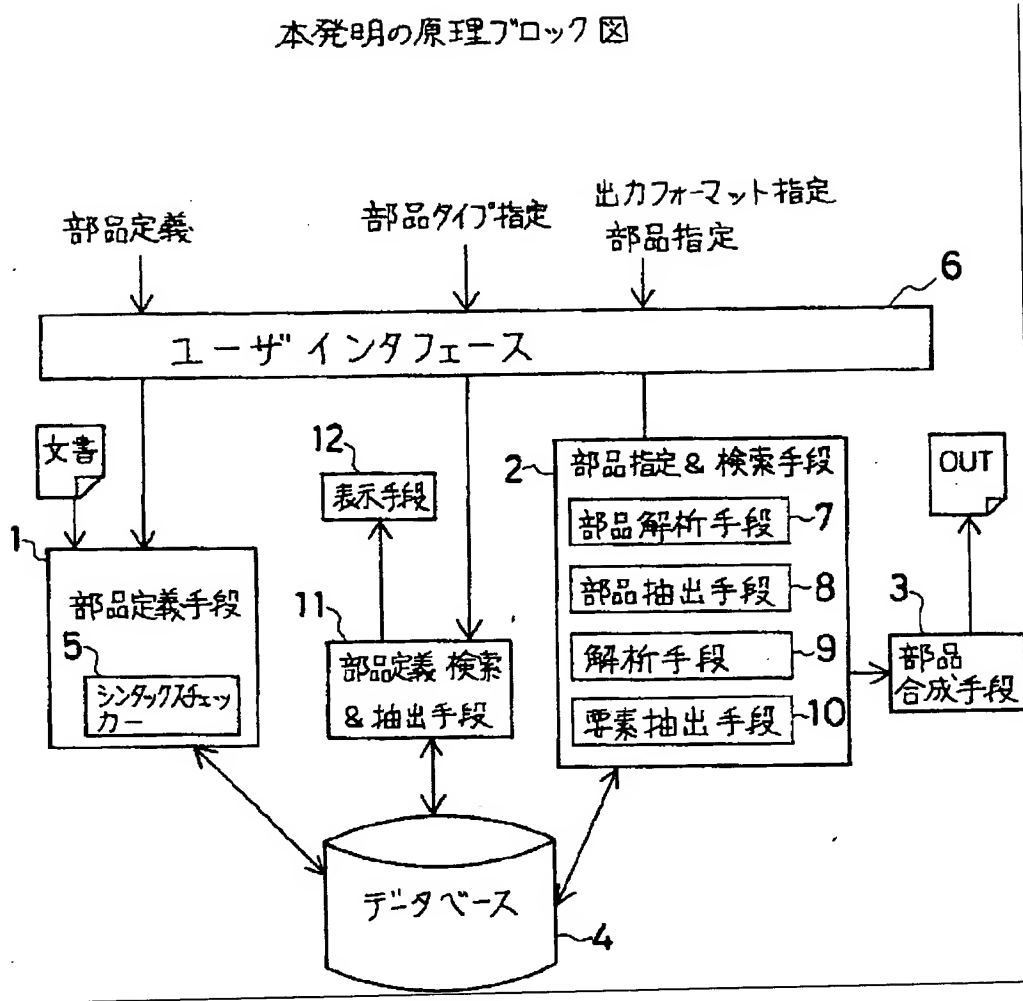 本発明の原理ブロック図
出力フォーマット指定
部品定義
部品タイプ指定
部品指定
6
ユーザインタフェース
文書
12
表示手段
2
部品指定&検索手段
OUT
部品解析手段
7
1
部品定義手段
部品抽出手段
8
11
3
5
シンタックスチェッ
カー
部品定義検索
&抽出手段
解析手段
9
部品
合成手段
要素抽出手段
10
データベース
4